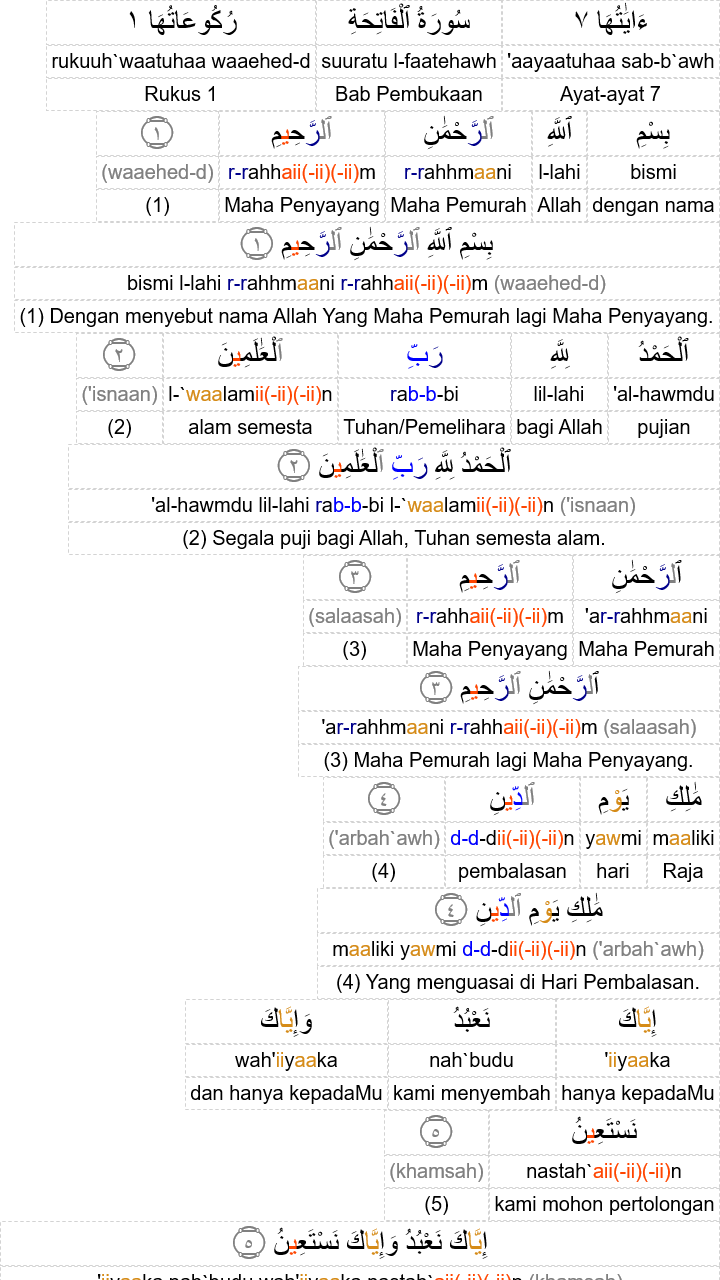 ءَايَٰتُهَا ٧ سُورَةُ ٱلْفَاتِحَةِ رُكُوعَاتُهَا ١
'aayaatuhaa sab-b`awh suuratu l-faatehawh rukuuh`waatuhaa waaehed-d
Ayat-ayat 7 Bab Pembukaan Rukus 1
بِسْمِ ٱللَّهِ ٱلرَّحْمَٰنِ ٱلرَّحِيمِ ١
bismi l-lahi r-rahhmaani r-rahhaii(-ii)(-ii)m (waaehed-d)
dengan nama Allah Maha Pemurah Maha Penyayang (1)
بِسْمِ ٱللَّهِ ٱلرَّحْمَٰنِ ٱلرَّحِيمِ ١
bismi l-lahi r-rahhmaani r-rahhaii(-ii)(-ii)m (waaehed-d)
(1) Dengan menyebut nama Allah Yang Maha Pemurah lagi Maha Penyayang.
ٱلْحَمْدُ لِلَّهِ رَبِّ ٱلْعَٰلَمِينَ ٢
'al-hawmdu lil-lahi rab-b-bi l-`waalamii(-ii)(-ii)n ('isnaan)
pujian bagi Allah Tuhan/Pemelihara alam semesta (2)
ٱلْحَمْدُ لِلَّهِ رَبِّ ٱلْعَٰلَمِينَ ٢
'al-hawmdu lil-lahi rab-b-bi l-`waalamii(-ii)(-ii)n ('isnaan)
(2) Segala puji bagi Allah, Tuhan semesta alam.
ٱلرَّحْمَٰنِ ٱلرَّحِيمِ ٣
'ar-rahhmaani r-rahhaii(-ii)(-ii)m (salaasah)
Maha Pemurah Maha Penyayang (3)
ٱلرَّحْمَٰنِ ٱلرَّحِيمِ ٣
'ar-rahhmaani r-rahhaii(-ii)(-ii)m (salaasah)
(3) Maha Pemurah lagi Maha Penyayang.
مَٰلِكِ يَوْمِ ٱلدِّينِ ٤
maaliki yawmi d-d-dii(-ii)(-ii)n ('arbah`awh)
Raja hari pembalasan (4)
مَٰلِكِ يَوْمِ ٱلدِّينِ ٤
maaliki yawmi d-d-dii(-ii)(-ii)n ('arbah`awh)
(4) Yang menguasai di Hari Pembalasan.
إِيَّاكَ نَعْبُدُ وَإِيَّاكَ
'iiyaaka nah`budu wah'iiyaaka
hanya kepadaMu kami menyembah dan hanya kepadaMu
نَسْتَعِينُ ٥
nastah`aii(-ii)(-ii)n (khamsah)
kami mohon pertolongan (5)
إِيَّاكَ نَعْبُدُ وَإِيَّاكَ نَسْتَعِينُ ٥
'iiyaaka nah`budu wah'iiyaaka nastah`aii(-ii)(-ii)n (khamsah)